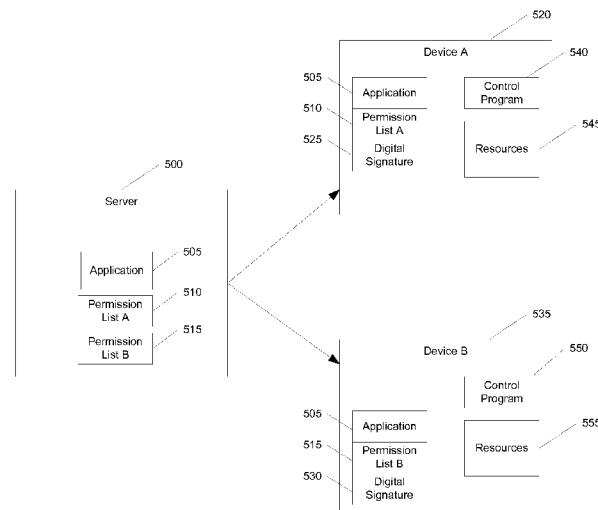 520
Device A
540
505
Application
Control
Program
510
Permission
List A
545
525
Digital
Signature
Resources
500
Server
505
Application
510
Permission
List A
515
Permission
List B
535
Device B
550
Control
Program
505
Application
555
515
Permission
List B
Resources
530
Digital
Signature